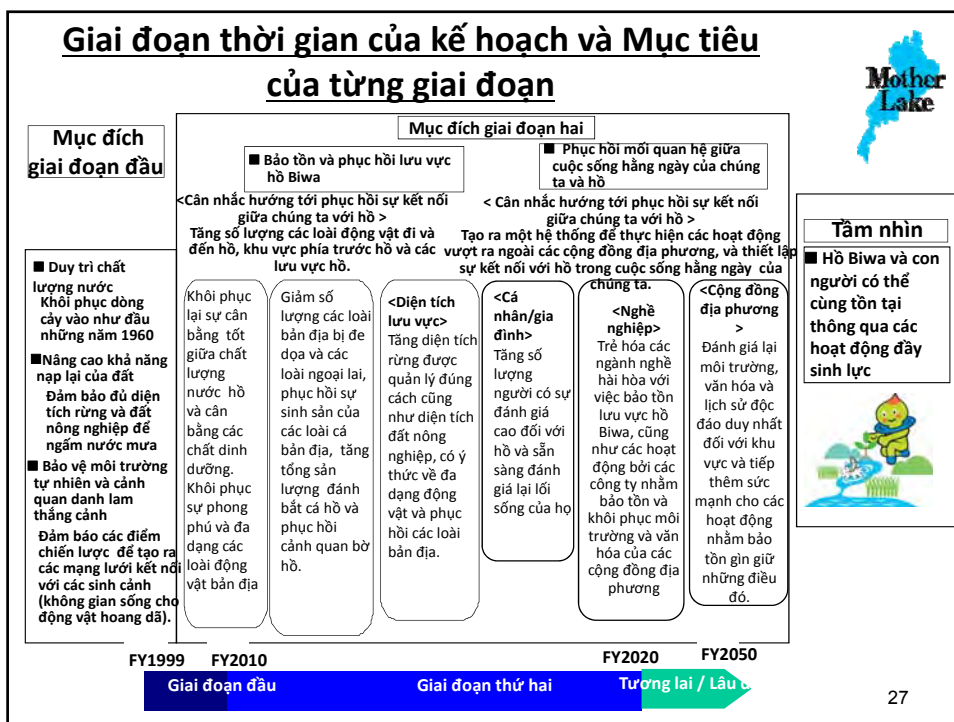 Giai đoạn thời gian của kế hoạch và Mục tiêu
của từng giai đoạn
Mother
Lake
Mục đích
giai đoạn đầu
■ Duy trì chất
lượng nước
Khôi phục dòng
cảy vào như đầu
những năm 1960
■Nâng cao khả năng
nạp lại của đất
Đảm bảo đủ diện
tích rừng và đất
nông nghiệp để
ngấm nước mưa
■ Bảo vệ môi trường
tự nhiên và cảnh
quan danh lam
thắng cảnh
Đảm báo các điểm
chiến lược để tạo ra
các mạng lưới kết nối
với các sinh cảnh
(không gian sống cho
động vật hoang dã).
Mục đích giai đoạn hai
■ Bảo tồn và phục hồi lưu vực
hồ Biwa
<Cân nhắc hướng tới phục hồi sự kết nối
giữa chúng ta với hồ >
Tăng số lượng các loài động vật đi và
đến hồ, khu vực phía trước hồ và các
lưu vực hồ.
Khôi phục
lại sự cân
bằng tốt
giữa chất
lượng
nước hồ
và cân
bằng các
chất dinh
dưỡng.
Khôi phục
sự phong
phú và đa
dạng các
loài động
vật bản địa
Giảm số
lượng các loài
bản địa bị đe
dọa và các
loài ngoại lai,
phục hồi sự
sinh sản của
các loài cá
bản địa, tăng
tổng sản
lượng đánh
bắt cá hồ và
phục hồi
cảnh quan bờ
hồ.
<Diện tích
lưu vực>
Tăng diện tích
rừng được
quản lý đúng
cách cũng
như diện tích
đất nông
nghiệp, có ý
thức về đa
dạng động
vật và phục
hồi các loài
bản địa.
■ Phục hồi mối quan hệ giữa
cuộc sống hằng ngày của chúng
ta và hồ
< Cân nhắc hướng tới phục hồi sự kết nối
giữa chúng ta với hồ >
Tạo ra một hệ thống để thực hiện các hoạt động
vượt ra ngoài các cộng đồng địa phương, và thiết lập
sự kết nối với hồ trong cuộc sống hằng ngày của
chúng ta.
<Cá
nhân/gia
đình>
Tăng số
lượng
người có sự
đánh giá
cao đối với
hồ và sẵn
sàng đánh
giá lại lối
sống của họ
<Nghề
nghiệp>
Trẻ hóa các
ngành nghề
hài hòa với
việc bảo tồn
lưu vực hồ
Biwa, cũng
như các hoạt
động bởi các
công ty nhằm
bảo tồn và
khôi phục môi
trường và văn
hóa của các
cộng đồng địa
phương
<Cộng đồng
địa phương
>
Đánh giá lại
môi trường,
văn hóa và
lịch sử độc
đáo duy nhất
đối với khu
vực và tiếp
thêm sức
mạnh cho các
hoạt động
nhằm bảo
tồn gìn giữ
những điều
đó.
Tầm nhìn
■ Hồ Biwa và con
người có thể
cùng tồn tại
thông qua các
hoạt động đầy
sinh lực
FY1999 FY2010 FY2020 FY2050
Giai đoạn đầu Giai đoạn thứ hai Tương lai / Lâu
27